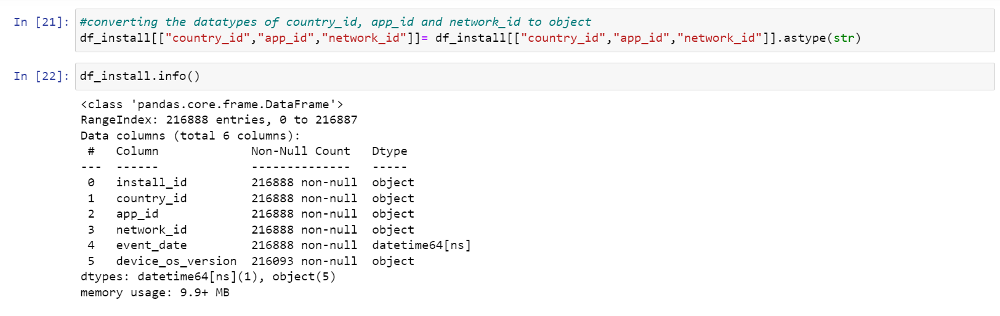 In [21]: #converting the datatypes of country_id, app_id and network_id to object
df_install[["country_id","app_id","network_id"]]= df_install[["country_id","app_id","network_id"]].astype(str)
In [22]: df_install.info()
<class 'pandas.core.frame.DataFrame'>
RangeIndex: 216888 entries, 0 to 216887
Data columns (total 6 columns):
 #   Column             Non-Null Count   Dtype
---  ------             --------------   -----
 0   install_id         216888 non-null  object
 1   country_id         216888 non-null  object
 2   app_id             216888 non-null  object
 3   network_id         216888 non-null  object
 4   event_date         216888 non-null  datetime64[ns]
 5   device_os_version  216093 non-null  object
dtypes: datetime64[ns](1), object(5)
memory usage: 9.9+ MB